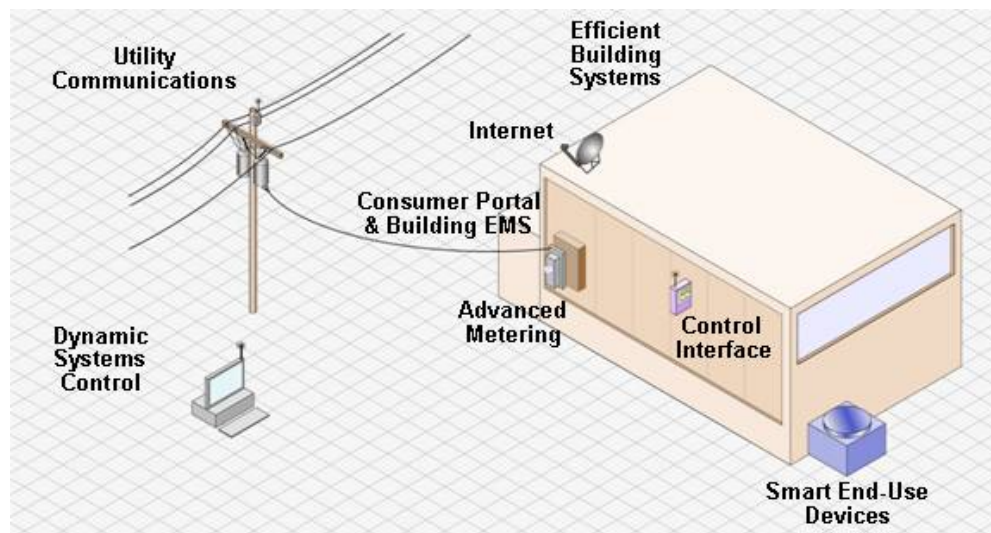 Utility
Communications
Efficient
Building
Systems
Internet
Consumer Portal
& Building EMS
Advanced
Metering
Control
Interface
Dynamic
Systems
Control
Smart End-Use
Devices